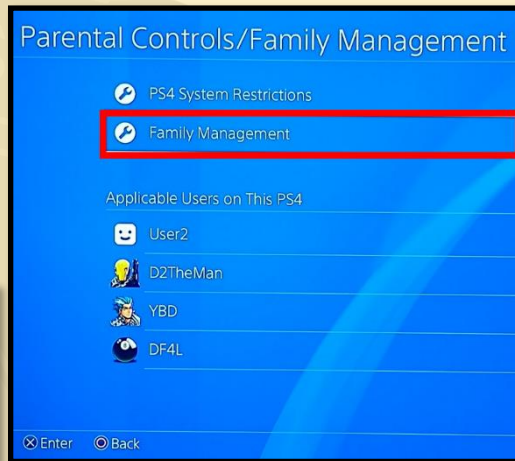 Parental Controls/Family Management
PS4 System Restrictions
Family Management
Applicable Users on This PS4
User2
D2TheMan
YBD
DF4L
Enter Back